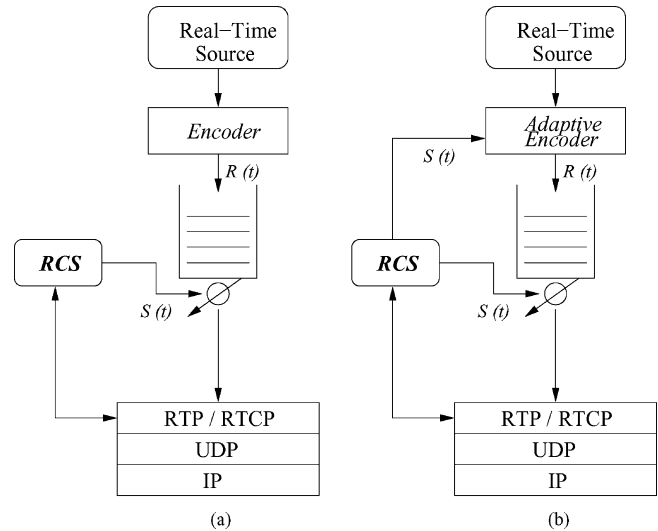 Real-Time
Source
Encoder
R (t)
RCS
S (t)
RTP / RTCP
UDP
IP
(a)
Real-Time
Source
Adaptive
Encoder
S (t)
R (t)
RCS
S (t)
RTP / RTCP
UDP
IP
(b)